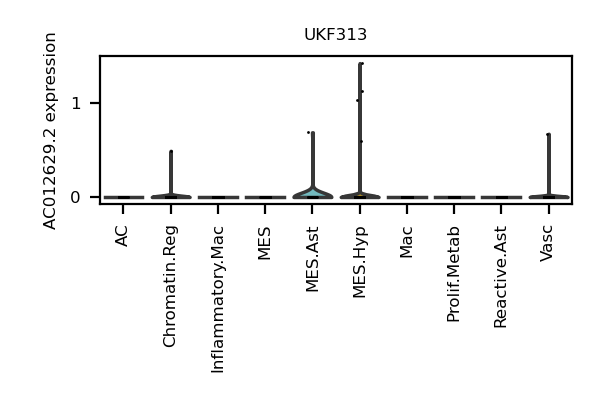 UKF313
AC012629.2 expression
1
0
AC
Chromatin.Reg
Inflammatory.Mac
MES
MES.Ast
MES.Hyp
Mac
Prolif.Metab
Reactive.Ast
Vasc